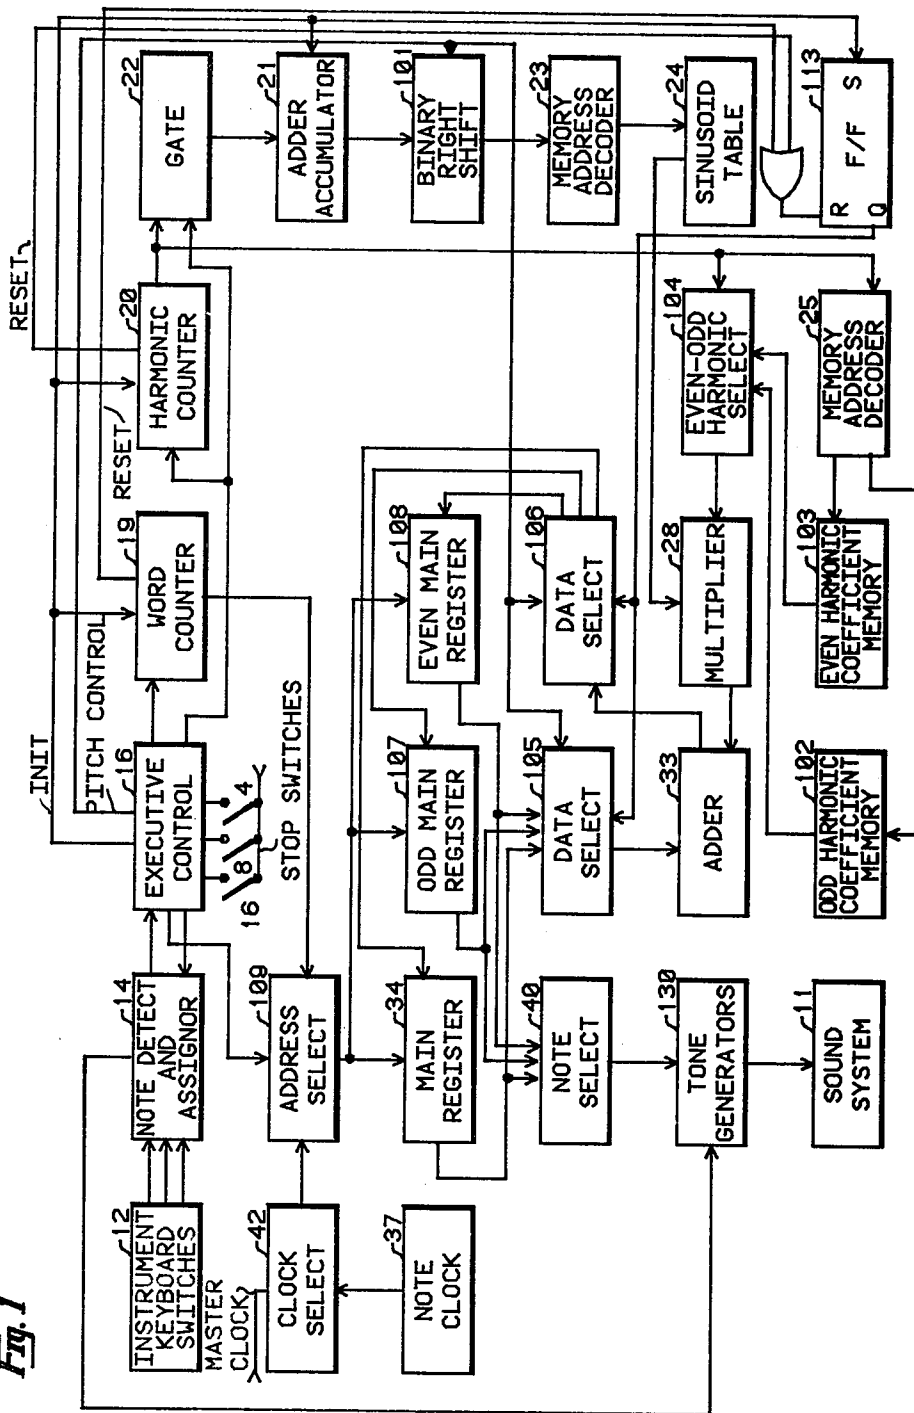 Fig. 1
INSTRUMENT
KEYBOARD
SWITCHES
12
NOTE DETECT
AND
ASSIGNOR
14
EXECUTIVE
CONTROL
16
INIT
PITCH CONTROL
WORD
COUNTER
19
RESET
HARMONIC
COUNTER
20
RESET
GATE
22
16
8
4
STOP SWITCHES
MASTER
CLOCK
CLOCK
SELECT
42
ADDRESS
SELECT
109
ADDER
ACCUMULATOR
21
NOTE
CLOCK
37
MAIN
REGISTER
34
ODD MAIN
REGISTER
107
EVEN MAIN
REGISTER
108
BINARY
RIGHT
SHIFT
101
NOTE
SELECT
40
DATA
SELECT
105
DATA
SELECT
106
MEMORY
ADDRESS
DECODER
23
TONE
GENERATORS
130
ADDER
33
MULTIPLIER
28
EVEN-ODD
HARMONIC
SELECT
104
SINUSOID
TABLE
24
SOUND
SYSTEM
11
ODD HARMONIC
COEFFICIENT
MEMORY
102
EVEN HARMONIC
COEFFICIENT
MEMORY
103
MEMORY
ADDRESS
DECODER
25
R S
F/F
Q
113